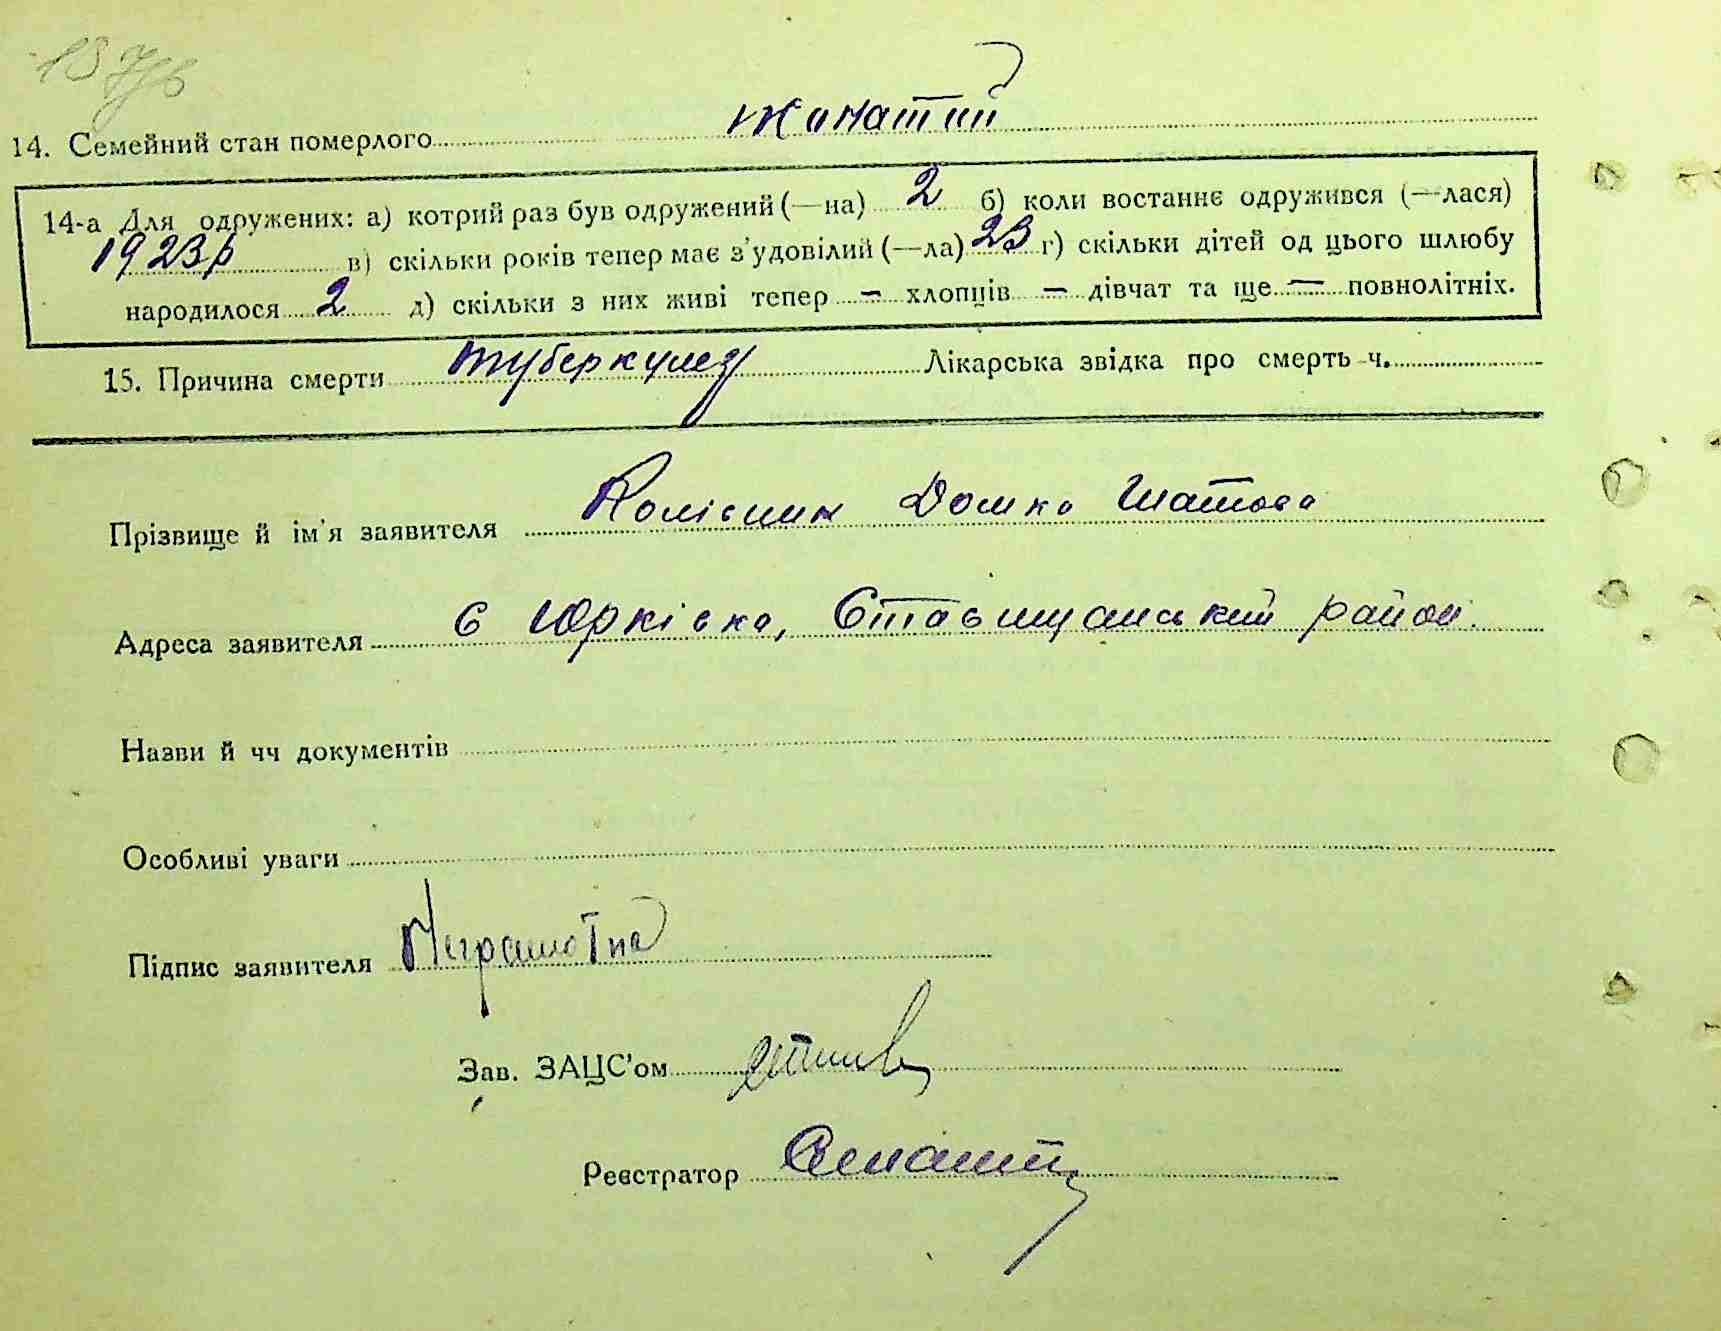 14. Семейний стан померлого жинатий
14-а Для одружених: а) котрий раз був одружений (—на) 2 б) коли востаннє одружився (—лася)
1923р в) скільки років тепер має з'удовілий (—ла) 23 г) скільки дітей од цього шлюбу
народилося 2 д) скільки з них живі тепер – хлопців – дівчат та ще — повнолітніх.
15. Причина смерти туберкулез Лікарська звідка про смерть ч.
Прізвище й ім'я заявителя Колісник Домка
Адреса заявителя с Юрківка, Ставищанський район.
Назви й чч документів
Особливі уваги
Підпис заявителя Неграмотна
Зав. ЗАЦС'ом
Реєстратор